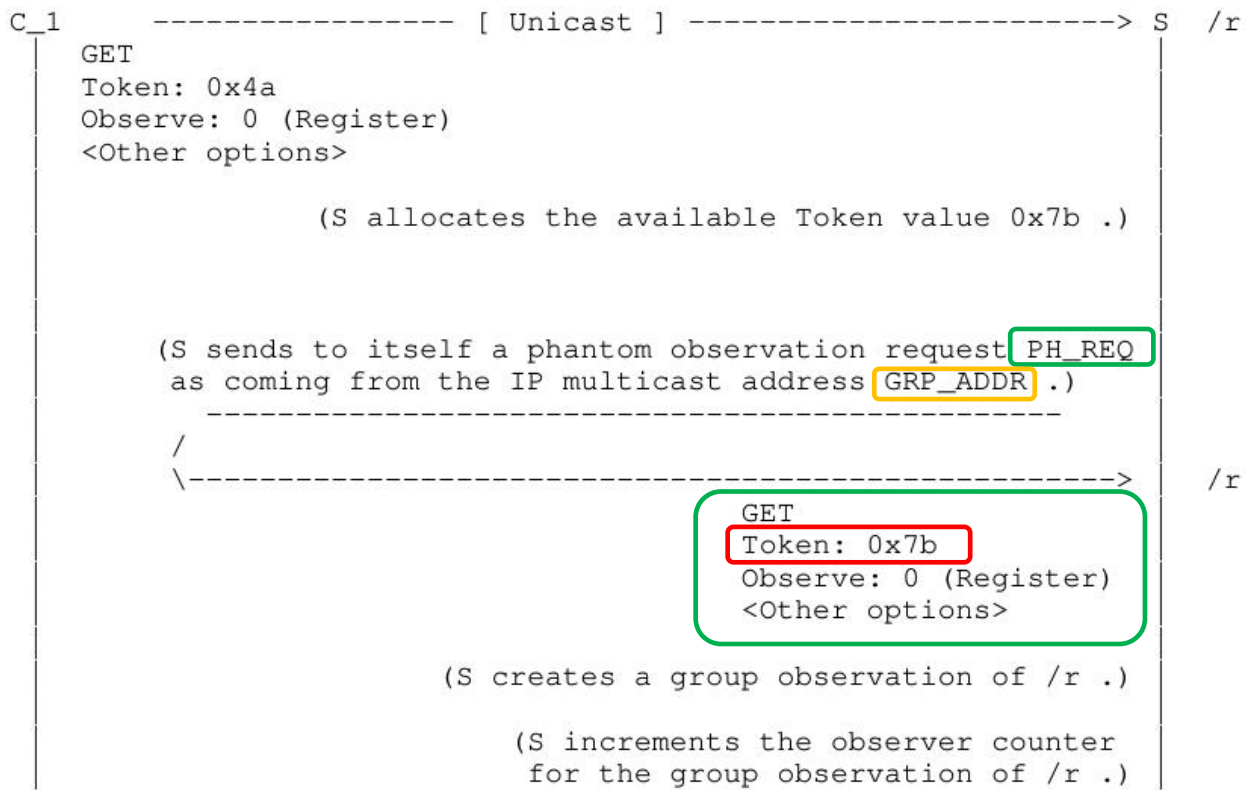 C_1 ----------------- [ Unicast ] ------------------------> S /r
GET
Token: 0x4a
Observe: 0 (Register)
<Other options>
(S allocates the available Token value 0x7b .)
(S sends to itself a phantom observation request PH_REQ
as coming from the IP multicast address GRP_ADDR .)
------------------------------------------------
/
\----------------------------------------------------> /r
GET
Token: 0x7b
Observe: 0 (Register)
<Other options>
(S creates a group observation of /r .)
(S increments the observer counter
for the group observation of /r .)